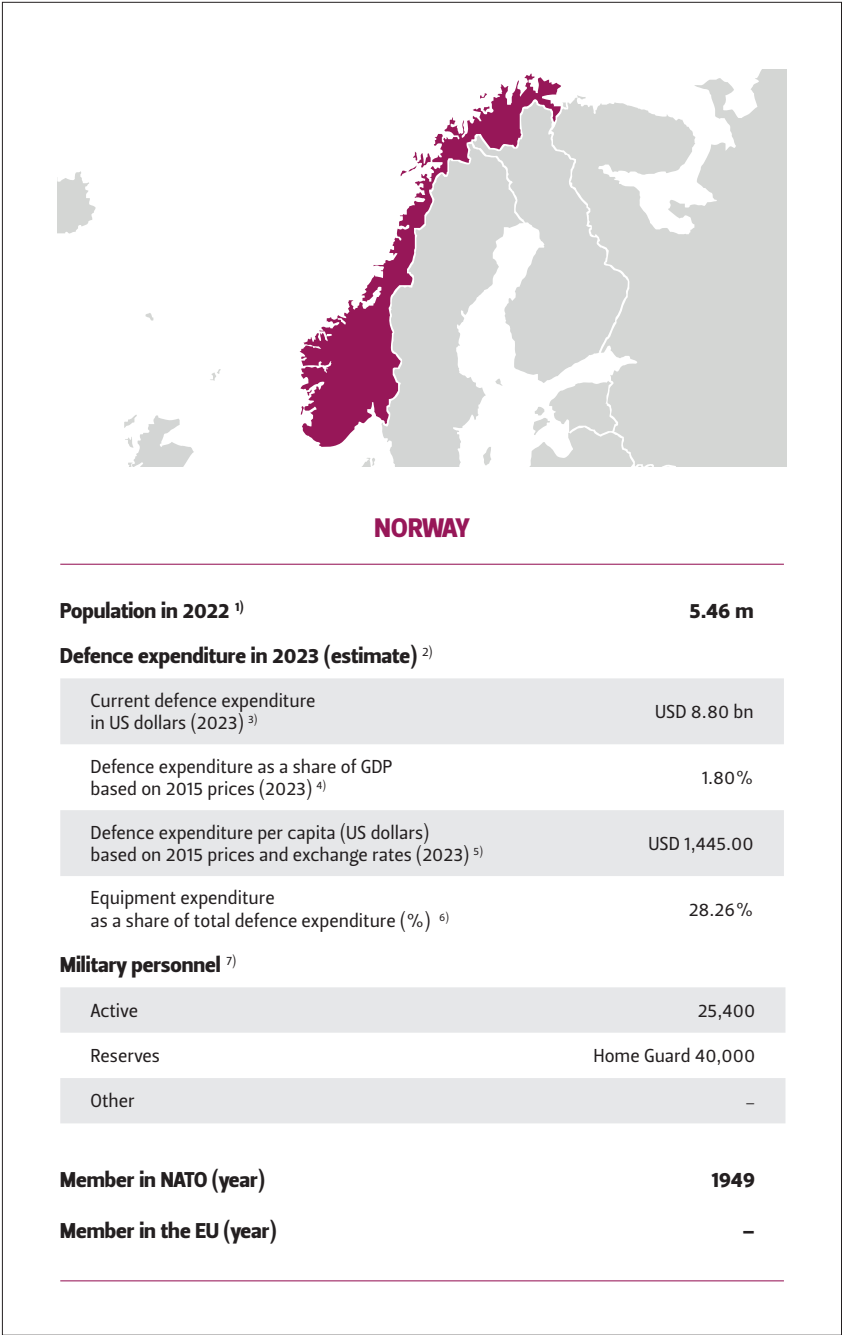 NORWAY
Population in 2022 1)
5.46 m
Defence expenditure in 2023 (estimate) 2)
Current defence expenditure
in US dollars (2023) 3)
USD 8.80 bn
Defence expenditure as a share of GDP
based on 2015 prices (2023) 4)
1.80%
Defence expenditure per capita (US dollars)
based on 2015 prices and exchange rates (2023) 5)
USD 1,445.00
Equipment expenditure
as a share of total defence expenditure (%) 6)
28.26%
Military personnel 7)
Active
25,400
Reserves
Home Guard 40,000
Other
–
Member in NATO (year)
1949
Member in the EU (year)
–